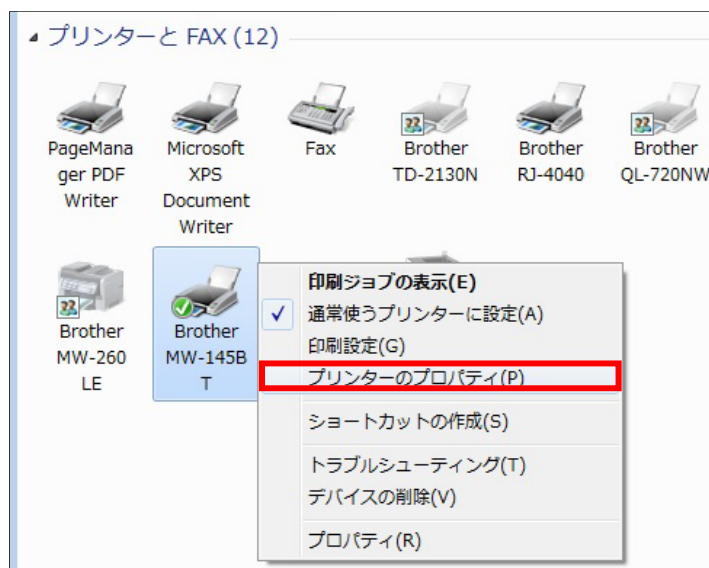 プリンターと FAX (12)
PageMana
ger PDF
Writer
Microsoft
XPS
Document
Writer
Fax
Brother
TD-2130N
Brother
RJ-4040
Brother
QL-720NW
Brother
MW-260
LE
Brother
MW-145B
T
印刷ジョブの表示(E)
通常使うプリンターに設定(A)
印刷設定(G)
プリンターのプロパティ(P)
ショートカットの作成(S)
トラブルシューティング(T)
デバイスの削除(V)
プロパティ(R)